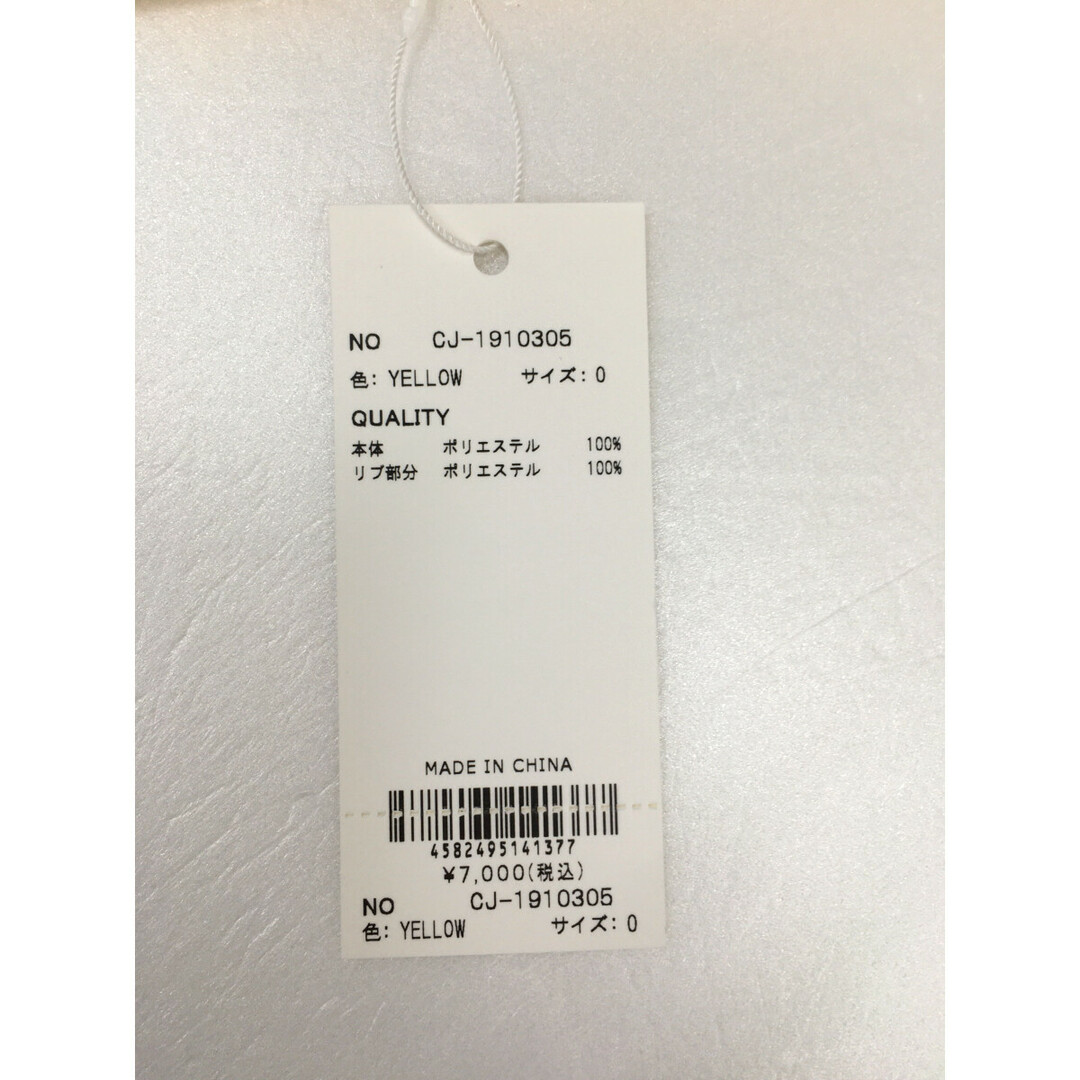 NO CJ-1910305
色: YELLOW サイズ: 0
QUALITY
本体 ポリエステル 100%
リブ部分 ポリエステル 100%
MADE IN CHINA
4582495141377
¥7,000(税込)
NO CJ-1910305
色: YELLOW サイズ: 0